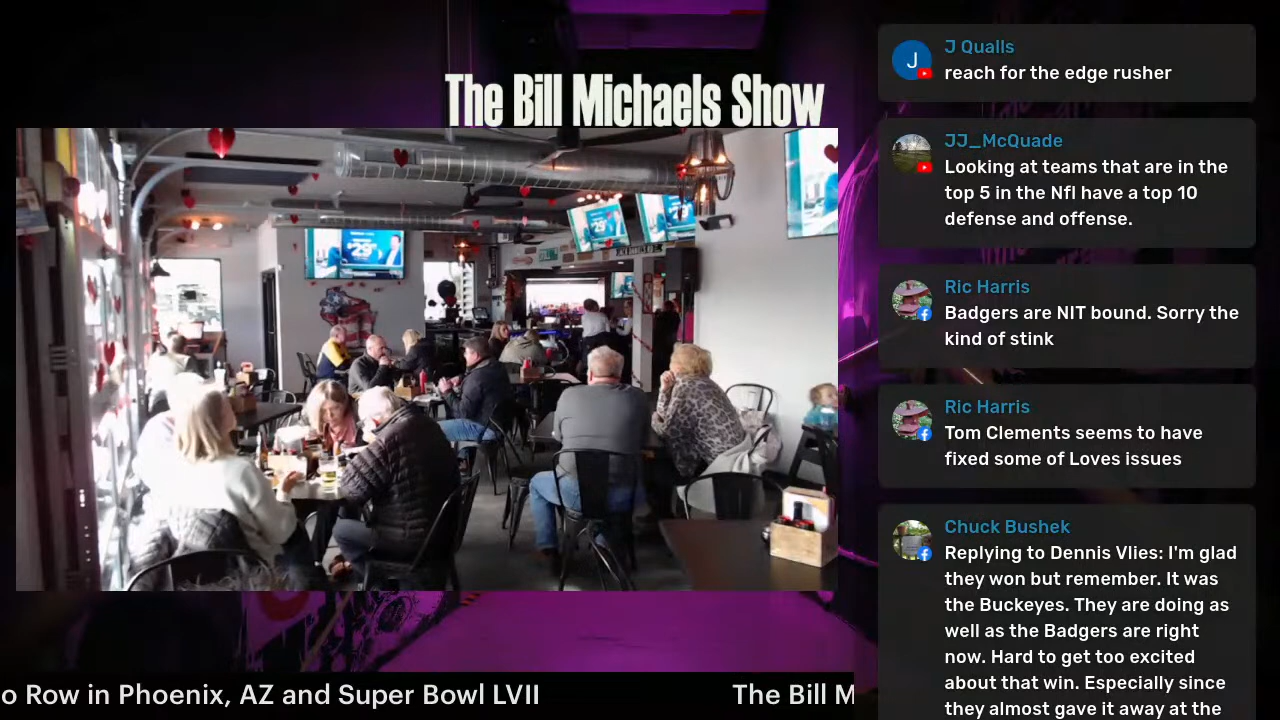 The Bill Michaels Show
$29
J Qualls
reach for the edge rusher
JJ_McQuade
Looking at teams that are in the
top 5 in the Nfl have a top 10
defense and offense.
Ric Harris
Badgers are NIT bound. Sorry the
kind of stink
Ric Harris
Tom Clements seems to have
fixed some of Loves issues
Chuck Bushek
Replying to Dennis Vlies: I'm glad
they won but remember. It was
the Buckeyes. They are doing as
well as the Badgers are right
now. Hard to get too excited
about that win. Especially since
they almost gave it away at the
o Row in Phoenix, AZ and Super Bowl LVII
The Bill M